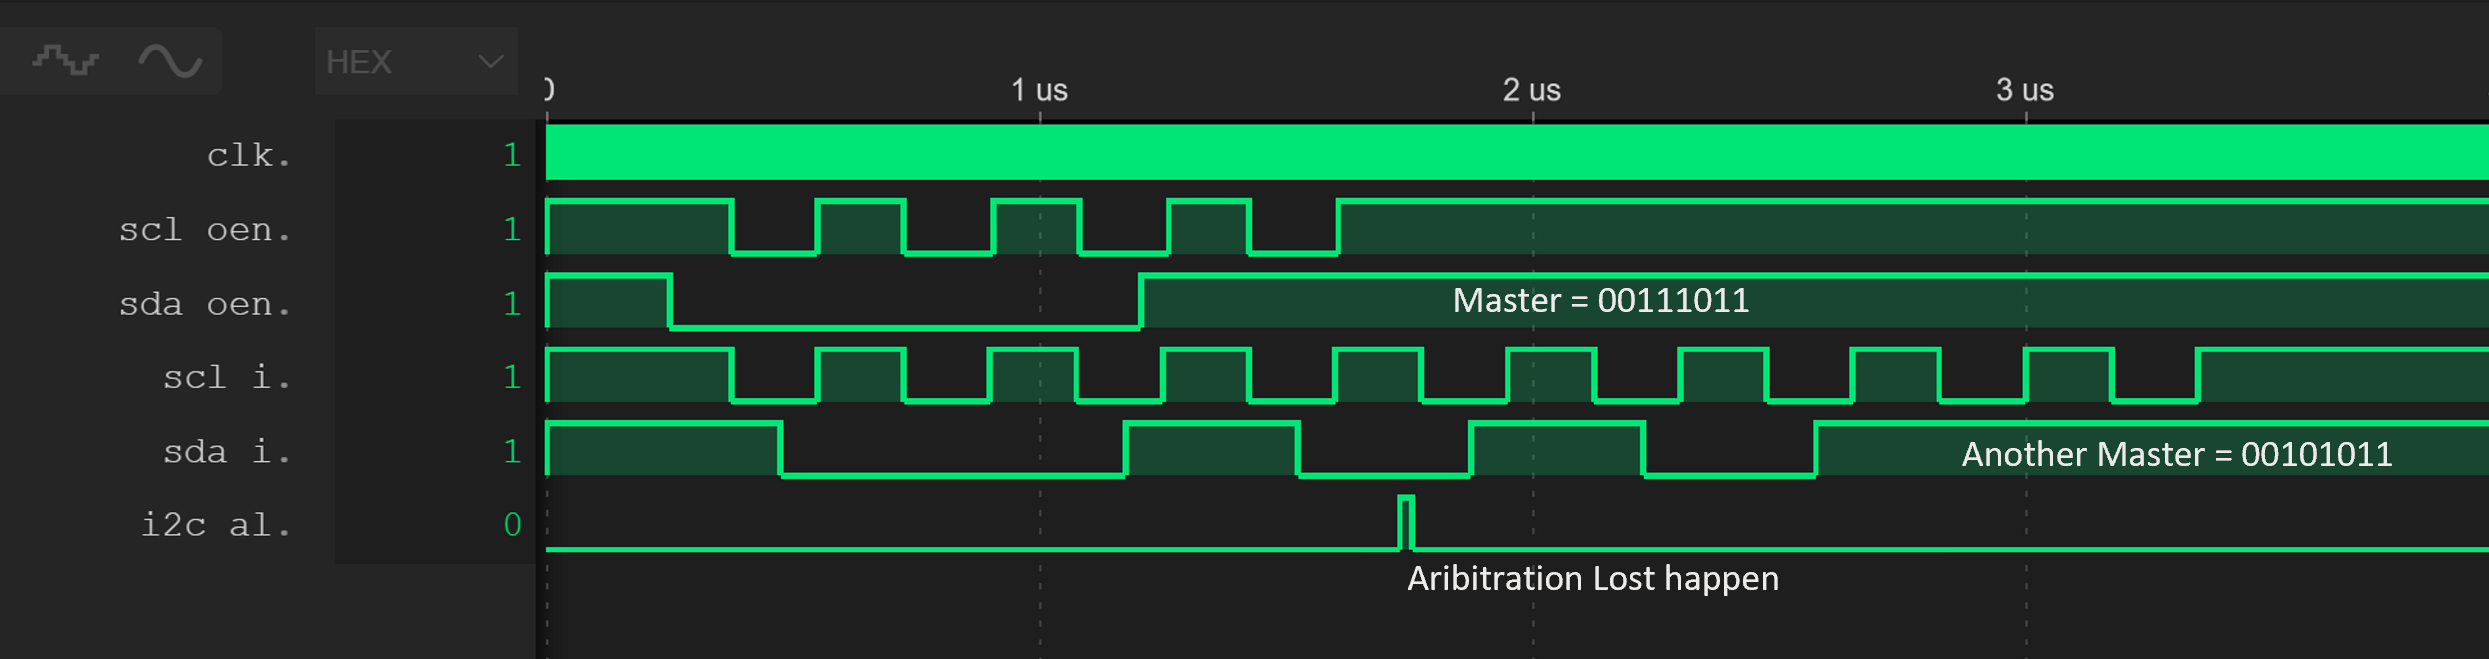 HEX
0 1 us 2 us 3 us
clk. 1
scl oen. 1
sda oen. 1 Master = 00111011
scl i. 1
sda i. 1 Another Master = 00101011
i2c al. 0
Aribitration Lost happen